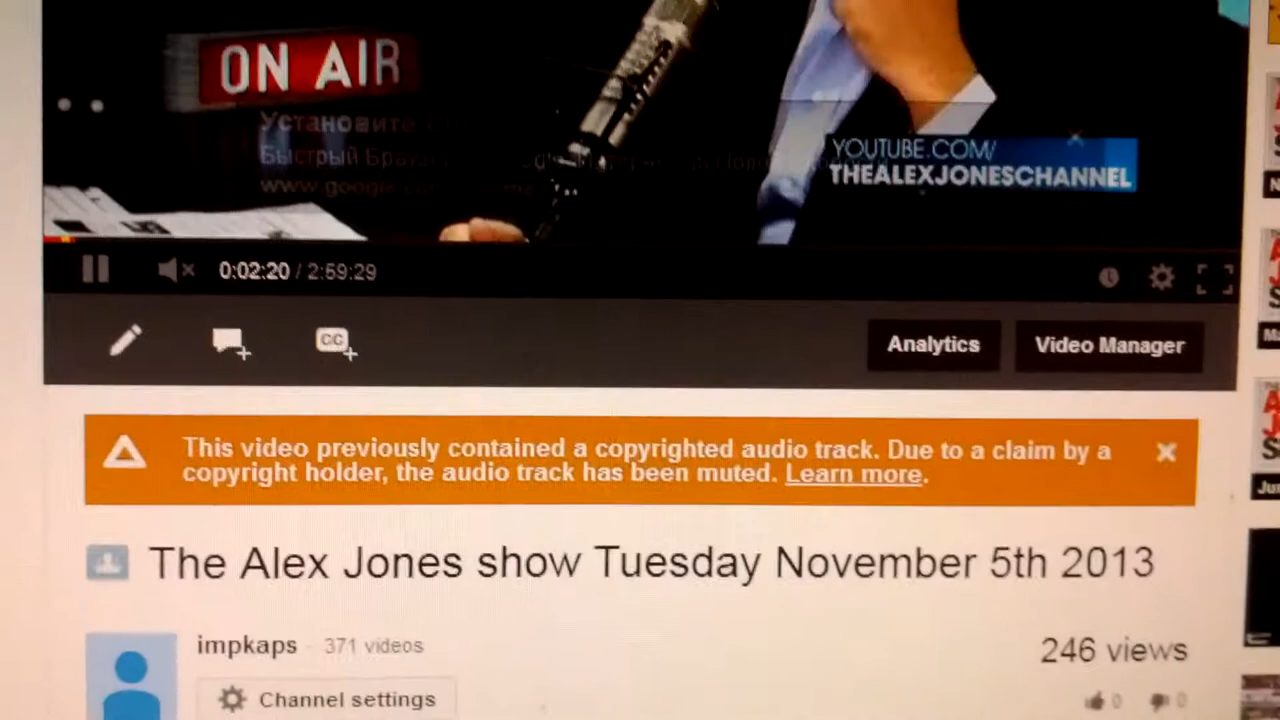 ON AIR
Установите
Быстрый
www.google.com
YOUTUBE.COM/
THEALEXJONESCHANNEL
0:02:20 / 2:59:29
CC
Analytics
Video Manager
This video previously contained a copyrighted audio track. Due to a claim by a
copyright holder, the audio track has been muted. Learn more.
The Alex Jones show Tuesday November 5th 2013
impkaps
371 videos
246 views
Channel settings
0
0